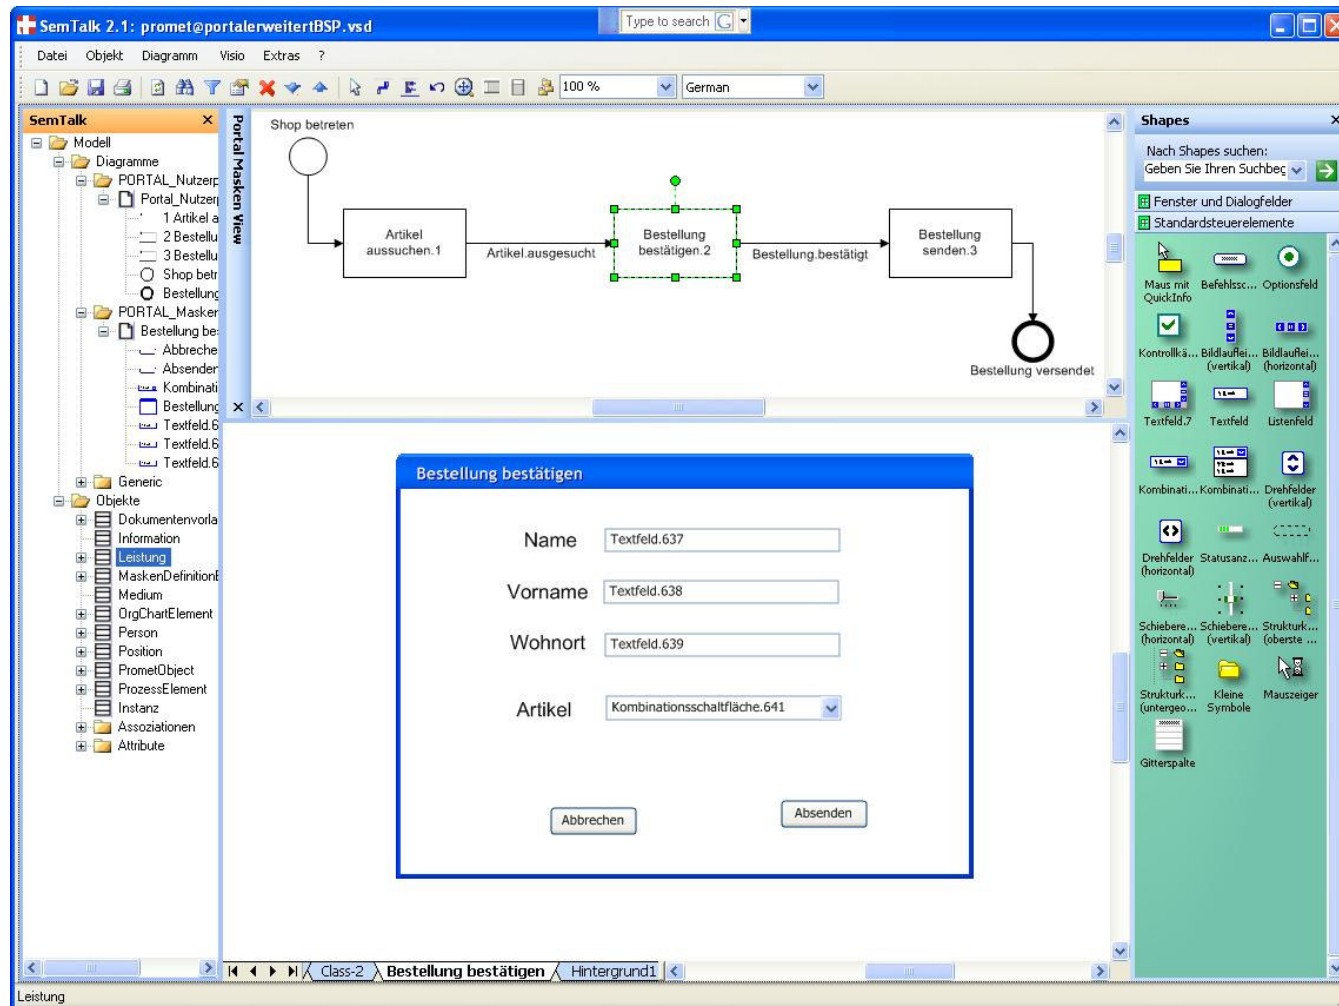 SemTalk 2.1: promet@portalerweitertBSP.vsd
Type to search
Datei Objekt Diagramm Visio Extras ?
100 %
German
SemTalk
Modell
Diagramme
PORTAL_Nutzerp
Portal_Nutzer
1 Artikel a
2 Bestellu
3 Bestellu
Shop betr
Bestellung
PORTAL_Masken
Bestellung be
Abbreche
Absenden
Kombinati
Bestellung
Textfeld.6
Textfeld.6
Textfeld.6
Generic
Objekte
Dokumentenvorla
Information
Leistung
MaskenDefinition
Medium
OrgChartElement
Person
Position
PrometObject
ProzessElement
Instanz
Assoziationen
Attribute
Portal Masken View
Shop betreten
Artikel
aussuchen.1
Artikel.ausgesucht
Bestellung
bestätigen.2
Bestellung.bestätigt
Bestellung
senden.3
Bestellung versendet
Bestellung bestätigen
Name
Textfeld.637
Vorname
Textfeld.638
Wohnort
Textfeld.639
Artikel
Kombinationsschaltfläche.641
Abbrechen
Absenden
Class-2
Bestellung bestätigen
Hintergrund1
Shapes
Nach Shapes suchen:
Geben Sie Ihren Suchbeg
Fenster und Dialogfelder
Standardsteuerelemente
Maus mit
QuickInfo
Befehlssc...
Optionsfeld
Kontrollkä...
Bildlauflei...
(vertikal)
Bildlauflei...
(horizontal)
Textfeld.7
Textfeld
Listenfeld
Kombinati...
Kombinati...
Drehfelder
(vertikal)
Drehfelder
(horizontal)
Statusanz...
Auswahlf...
Schiebere...
(horizontal)
Schiebere...
(vertikal)
Strukturk...
(oberste ...
Strukturk...
(untergeo...
Kleine
Symbole
Mauszeiger
Gitterspalte
Leistung